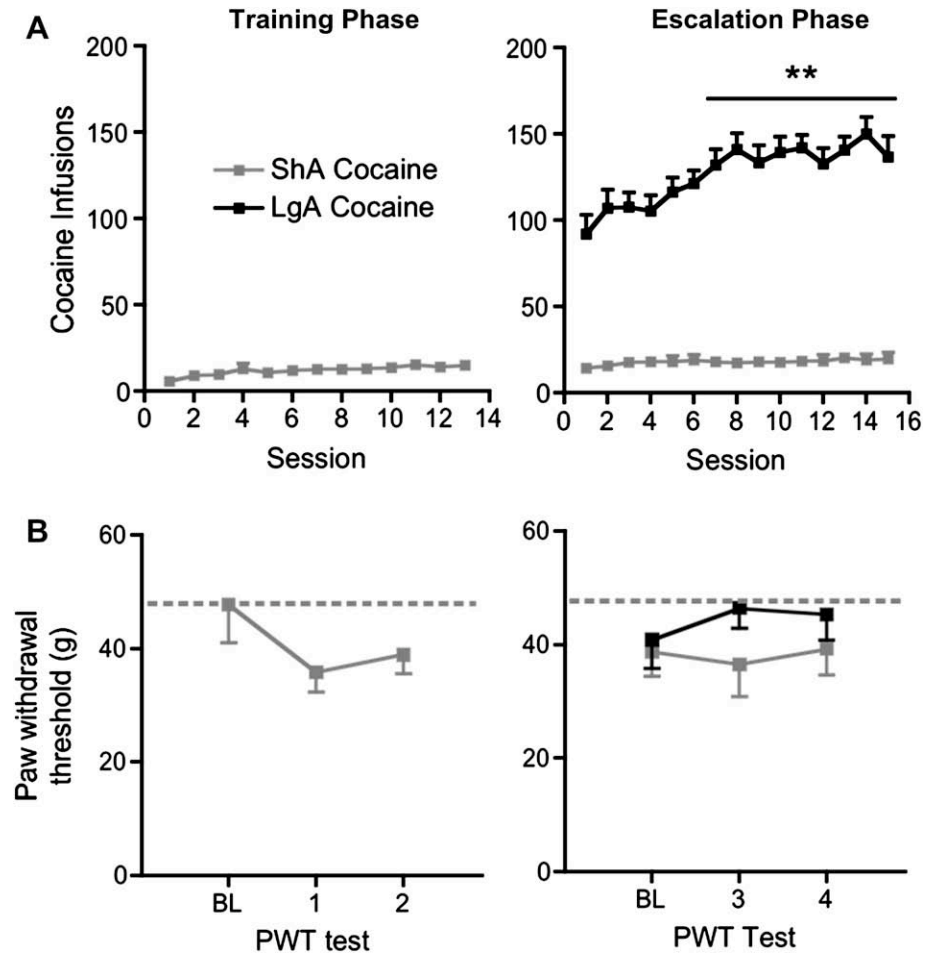 A
Training Phase
Escalation Phase
200
150
100
50
0
Cocaine Infusions
ShA Cocaine
LgA Cocaine
0 2 4 6 8 10 12 14
Session
200
150
100
50
0
**
0 2 4 6 8 10 12 14 16
Session
B
60
40
20
0
Paw withdrawal
threshold (g)
BL 1 2
PWT test
60
40
20
0
BL 3 4
PWT Test